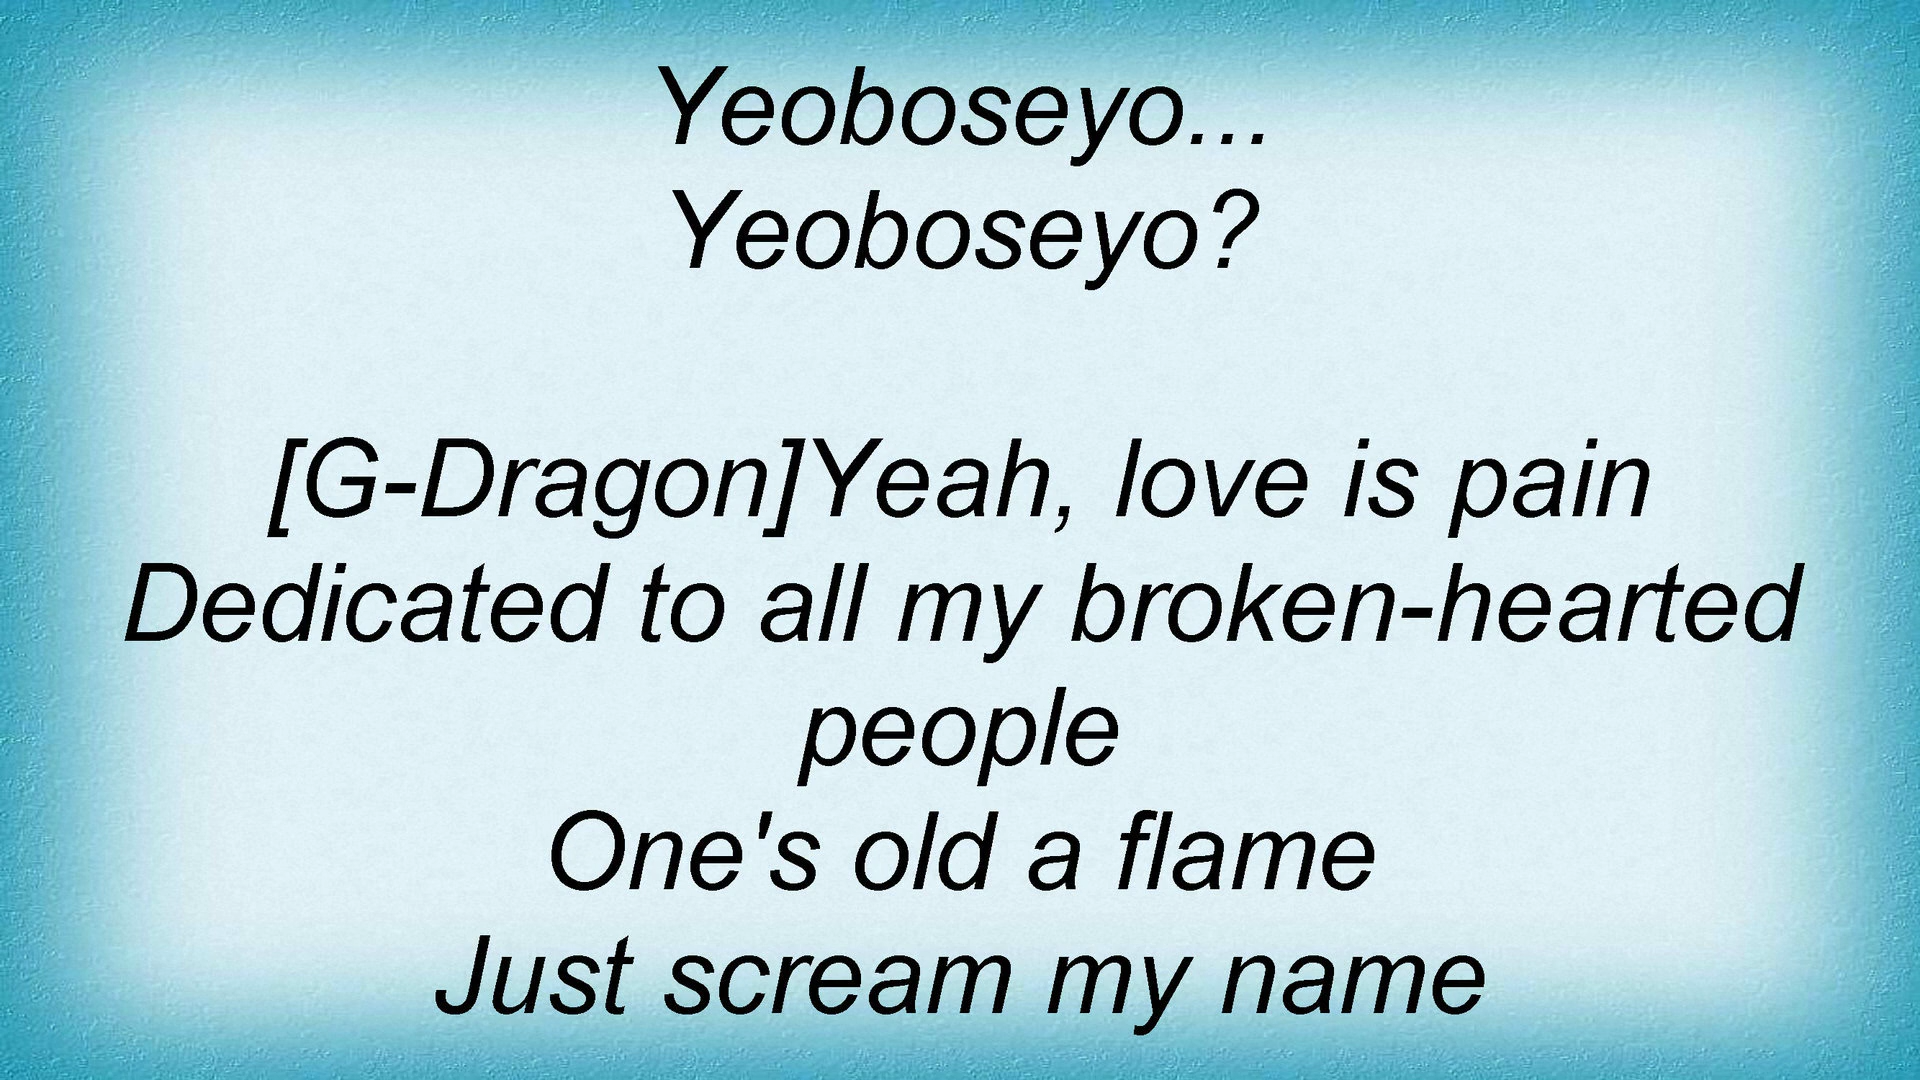 Yeoboseyo...
Yeoboseyo?
[G-Dragon]Yeah, love is pain
Dedicated to all my broken-hearted
people
One's old a flame
Just scream my name